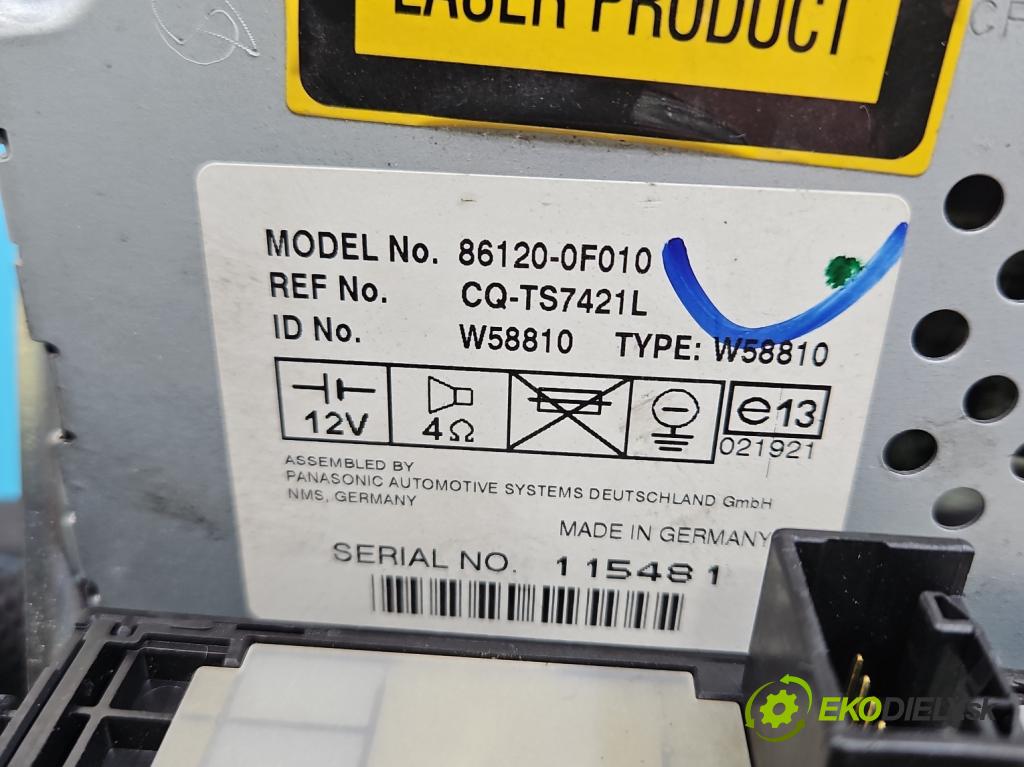 LASER PRODUCT
MODEL No. 86120-0F010
REF No. CQ-TS7421L
ID No. W58810 TYPE: W58810
12V 4Ω e13
021921
ASSEMBLED BY
PANASONIC AUTOMOTIVE SYSTEMS DEUTSCHLAND GmbH
NMS, GERMANY
MADE IN GERMANY
SERIAL NO. 115481
EKODIELY.SK